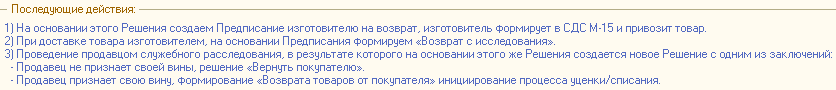 Последующие действия:
1) На основании этого Решения создаем Предписание изготовителю на возврат, изготовитель формирует в СДС М-15 и привозит товар.
2) При доставке товара изготовителем, на основании Предписания формируем «Возврат с исследования».
3) Проведение продавцом служебного расследования, в результате которого на основании этого же Решения создается новое Решение с одним из заключений:
- Продавец не признает своей вины, решение «Вернуть покупателю».
- Продавец признает свою вину, формирование «Возврата товаров от покупателя» инициирование процесса уценки/списания.